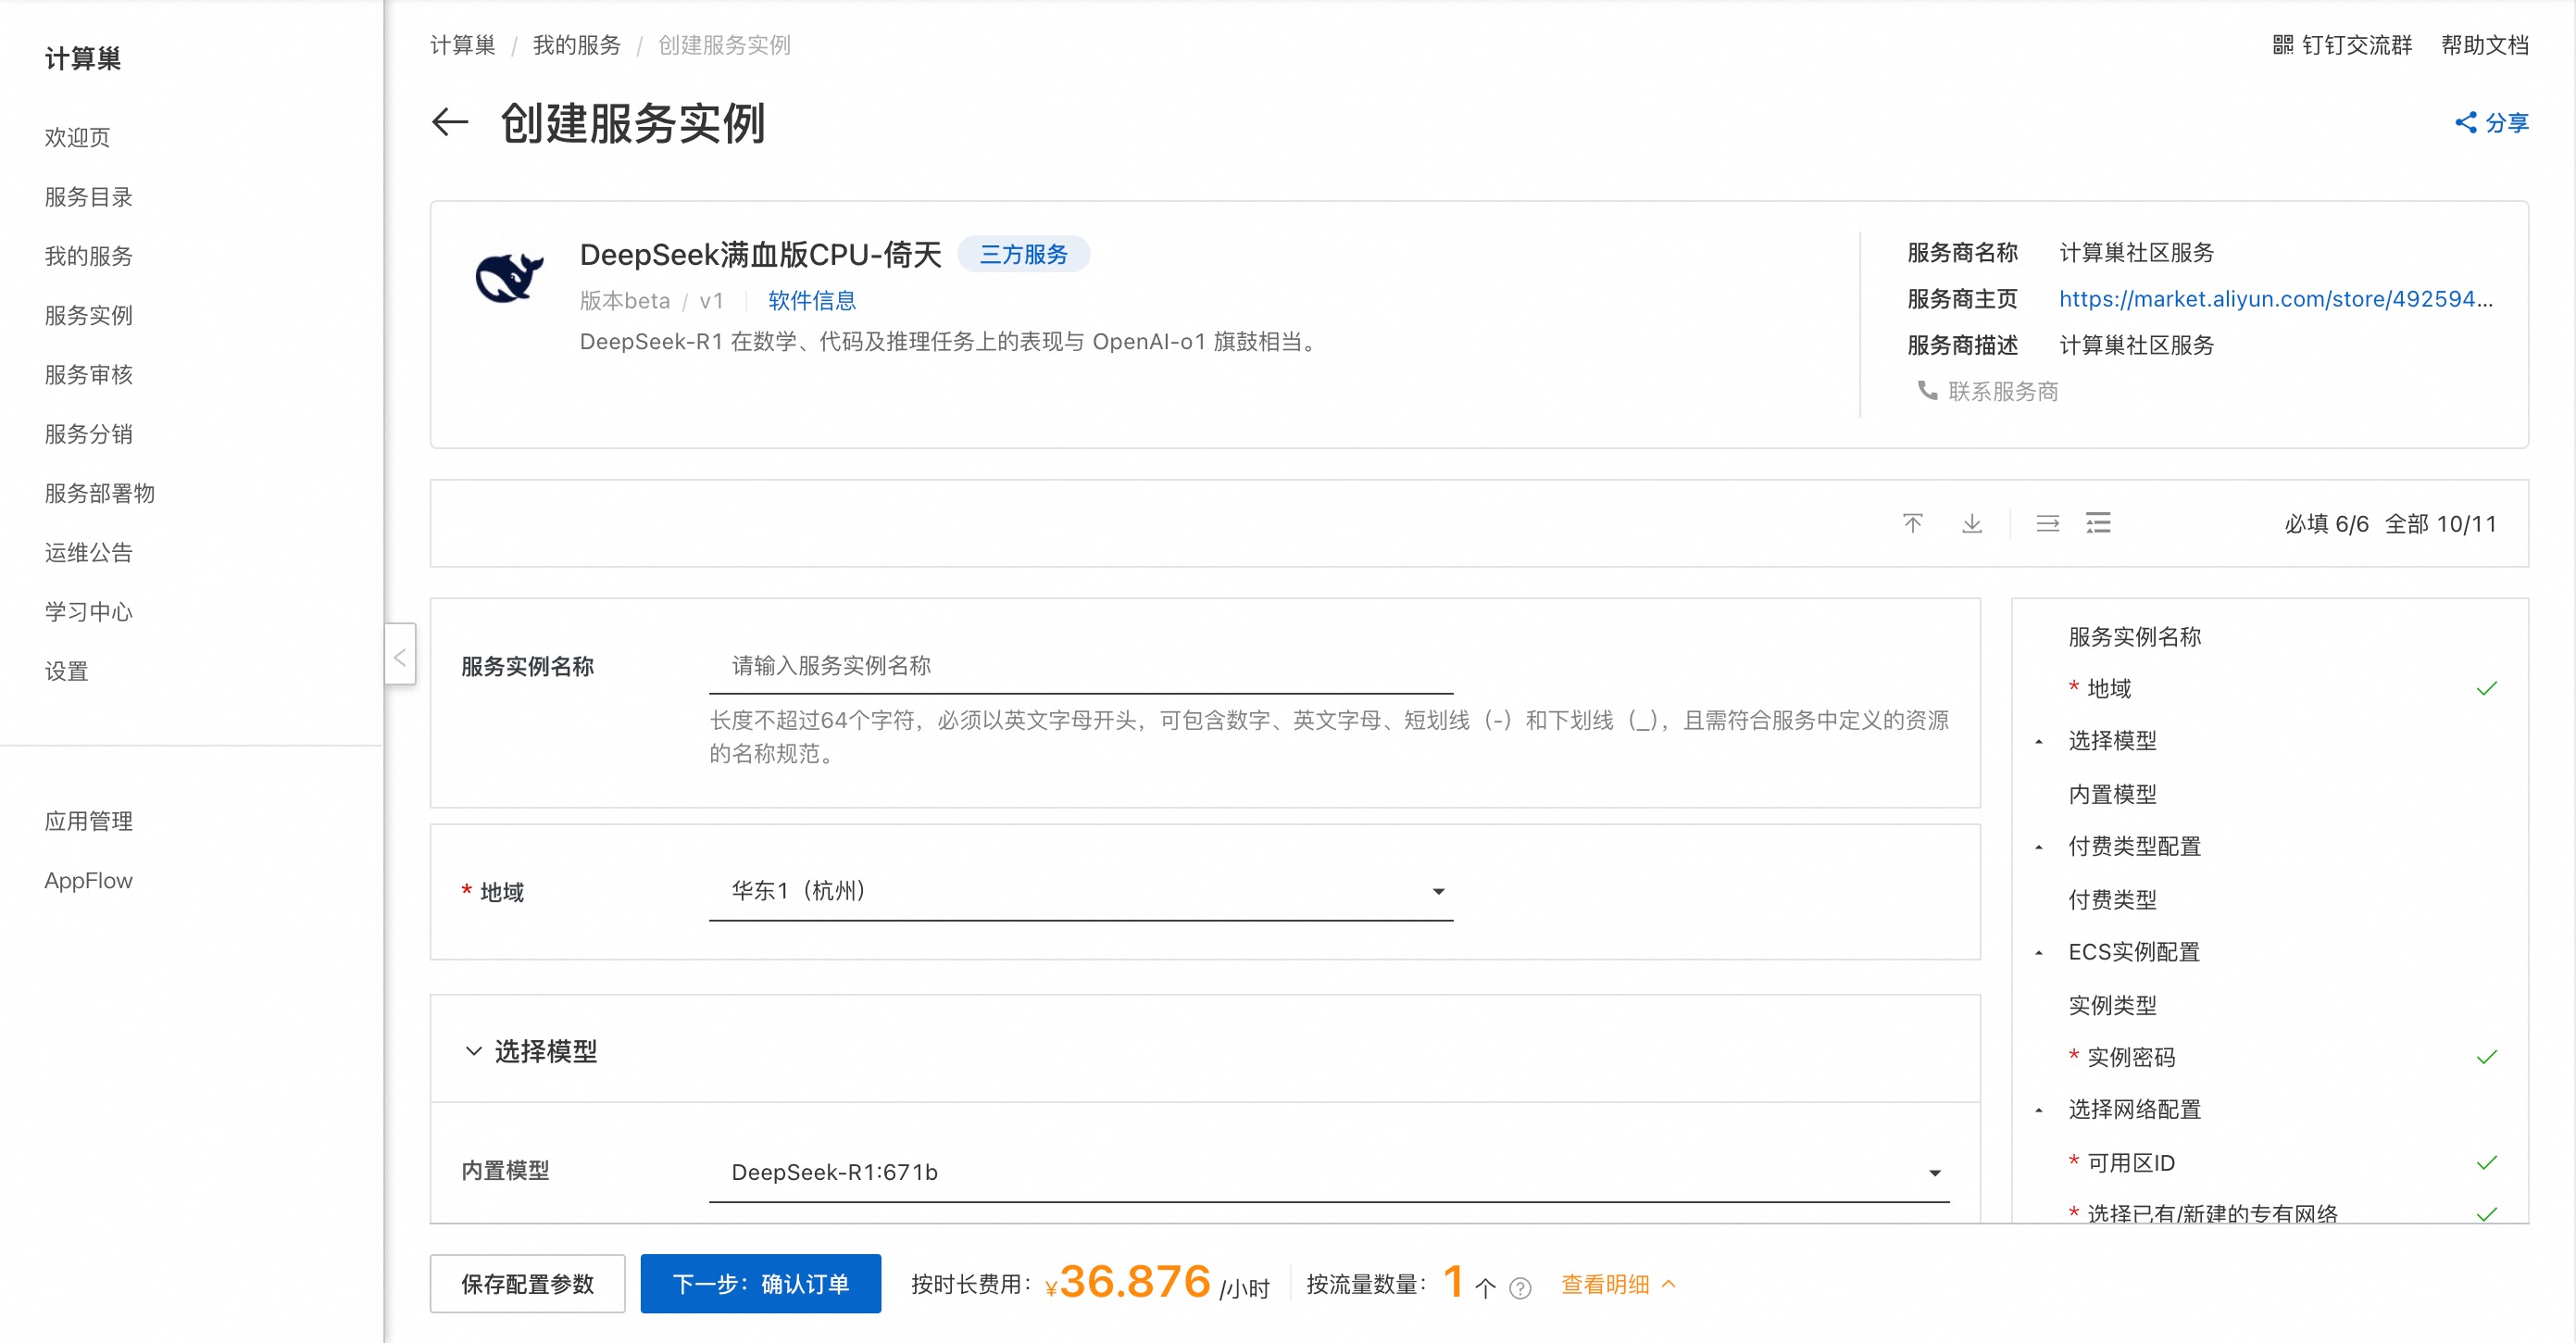 计算巢
欢迎页
服务目录
我的服务
服务实例
服务审核
服务分销
服务部署物
运维公告
学习中心
设置
应用管理
AppFlow
计算巢 / 我的服务 / 创建服务实例
钉钉交流群 帮助文档
创建服务实例
分享
DeepSeek满血版CPU-倚天 三方服务
版本beta / v1 软件信息
DeepSeek-R1 在数学、代码及推理任务上的表现与 OpenAI-o1 旗鼓相当。
服务商名称 计算巢社区服务
服务商主页 https://market.aliyun.com/store/492594...
服务商描述 计算巢社区服务
联系服务商
必填 6/6 全部 10/11
服务实例名称 请输入服务实例名称
长度不超过64个字符，必须以英文字母开头，可包含数字、英文字母、短划线（-）和下划线（_），且需符合服务中定义的资源
的名称规范。
* 地域 华东1（杭州）
选择模型
内置模型 DeepSeek-R1:671b
服务实例名称
* 地域
选择模型
内置模型
付费类型配置
付费类型
ECS实例配置
实例类型
* 实例密码
选择网络配置
* 可用区ID
* 选择已有/新建的专有网络
保存配置参数 下一步：确认订单 按时长费用： ¥36.876 /小时 按流量数量： 1 个 ? 查看明细